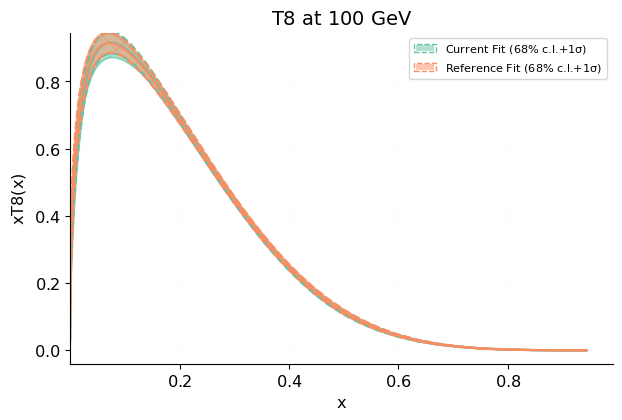 T8 at 100 GeV
Current Fit (68% c.l.+1σ)
Reference Fit (68% c.l.+1σ)
xT8(x)
0.8
0.6
0.4
0.2
0.0
0.2 0.4 0.6 0.8
x